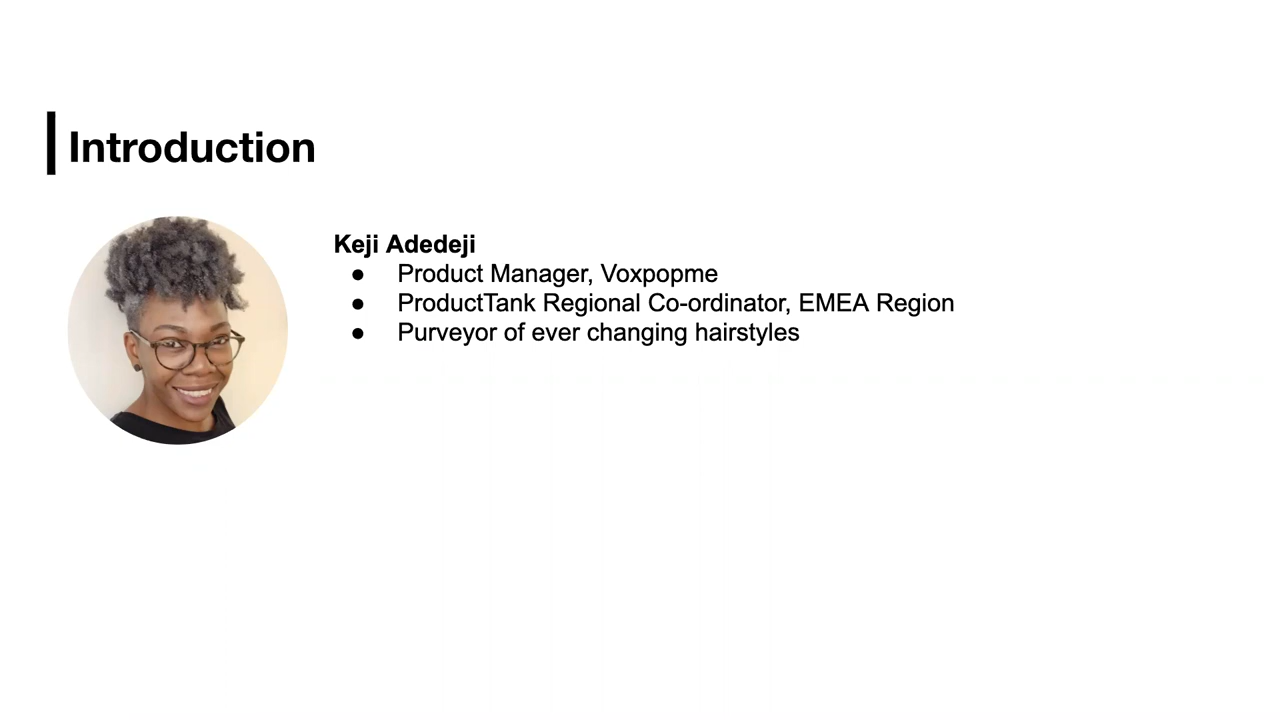 Introduction
Keji Adedeji
● Product Manager, Voxpopme
● ProductTank Regional Co-ordinator, EMEA Region
● Purveyor of ever changing hairstyles